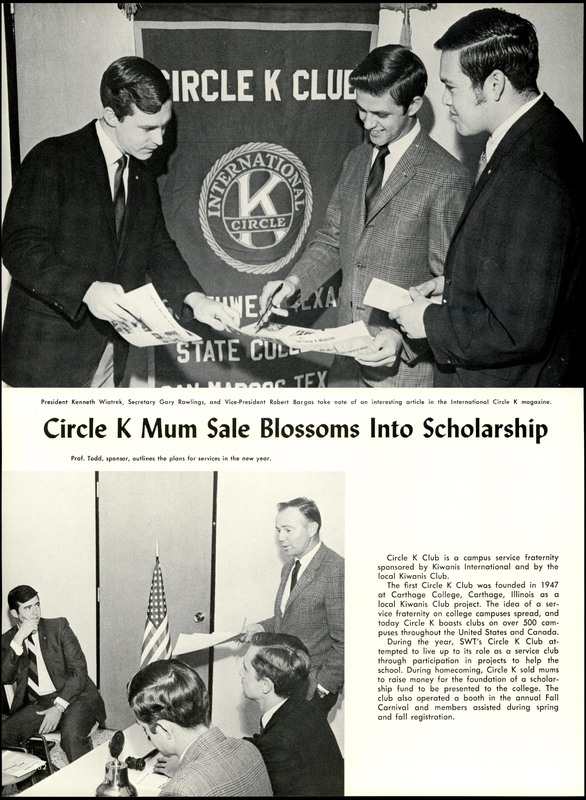 CIRCLE K CLUB
INTERNATIONAL
K
CIRCLE
STATE
President Kenneth Wiatrek, Secretary Gary Rawlings, and Vice-President Robert Bargas take note of an interesting article in the International Circle K magazine.
Circle K Mum Sale Blossoms Into Scholarship
Prof. Todd, sponsor, outlines the plans for services in the new year.
Circle K Club is a campus service fraternity
sponsored by Kiwanis International and by the
local Kiwanis Club.
The first Circle K Club was founded in 1947
at Carthage College, Carthage, Illinois as a
local Kiwanis Club project. The idea of a ser-
vice fraternity on college campuses spread, and
today Circle K boasts clubs on over 500 cam-
puses throughout the United States and Canada.
During the year, SWT's Circle K Club at-
tempted to live up to its role as a service club
through participation in projects to help the
school. During homecoming, Circle K sold mums
to raise money for the foundation of a scholar-
ship fund to be presented to the college. The
club also operated a booth in the annual Fall
Carnival and members assisted during spring
and fall registration.